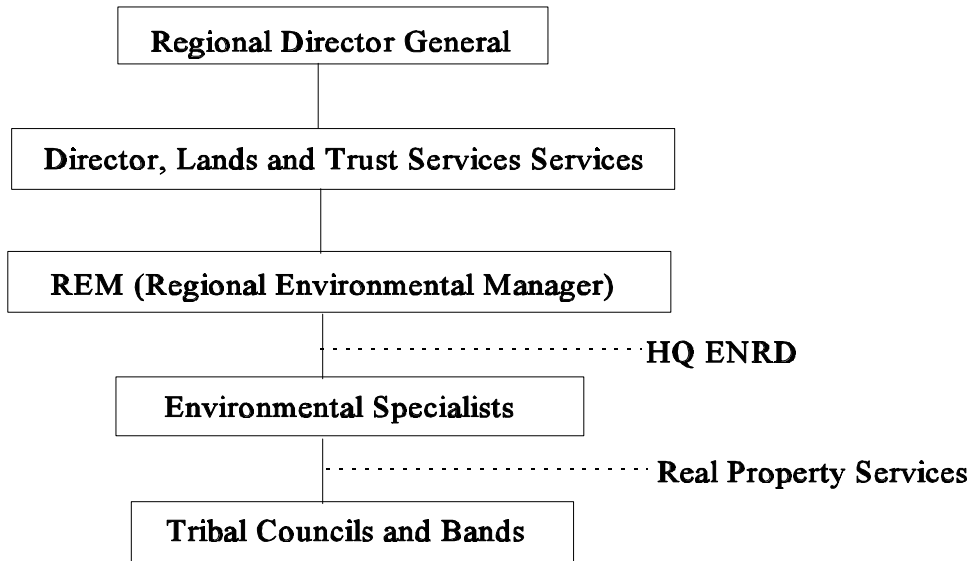 Regional Director General
Director, Lands and Trust Services Services
REM (Regional Environmental Manager)
HQ ENRD
Environmental Specialists
Real Property Services
Tribal Councils and Bands